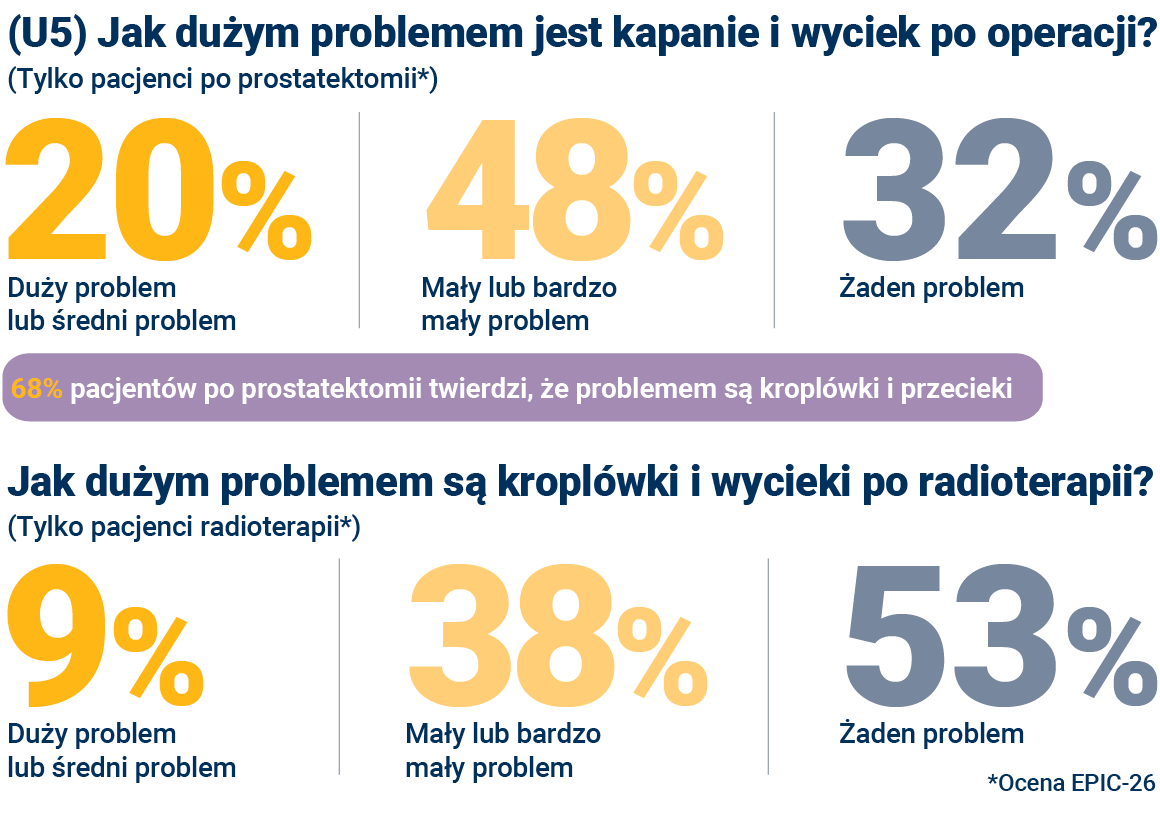 (U5) Jak dużym problemem jest kapanie i wyciek po operacji?
(Tylko pacjenci po prostatektomii*)
20%
Duży problem
lub średni problem
48%
Mały lub bardzo
mały problem
32%
Żaden problem
68% pacjentów po prostatektomii twierdzi, że problemem są kroplówki i przecieki
Jak dużym problemem są kroplówki i wycieki po radioterapii?
(Tylko pacjenci radioterapii*)
9%
Duży problem
lub średni problem
38%
Mały lub bardzo
mały problem
53%
Żaden problem
*Ocena EPIC-26